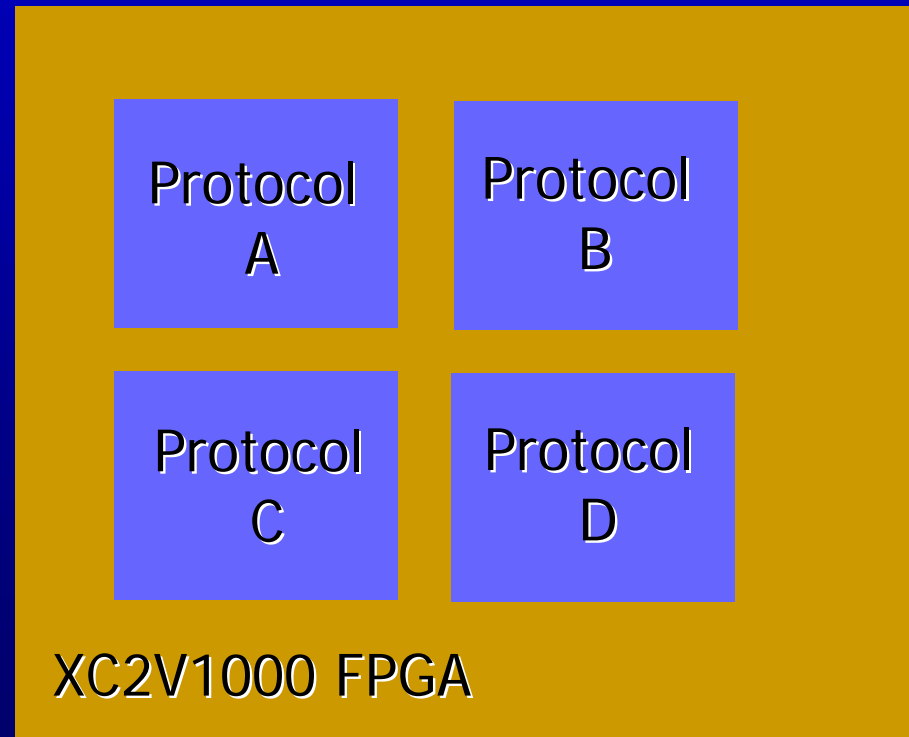 Protocol
A
Protocol
B
Protocol
C
Protocol
D
XC2V1000 FPGA